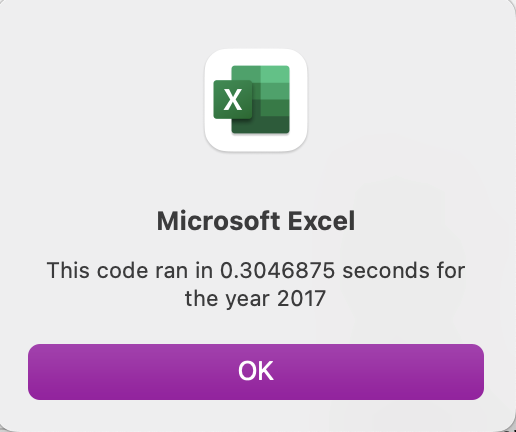 X
Microsoft Excel
This code ran in 0.3046875 seconds for
the year 2017
OK